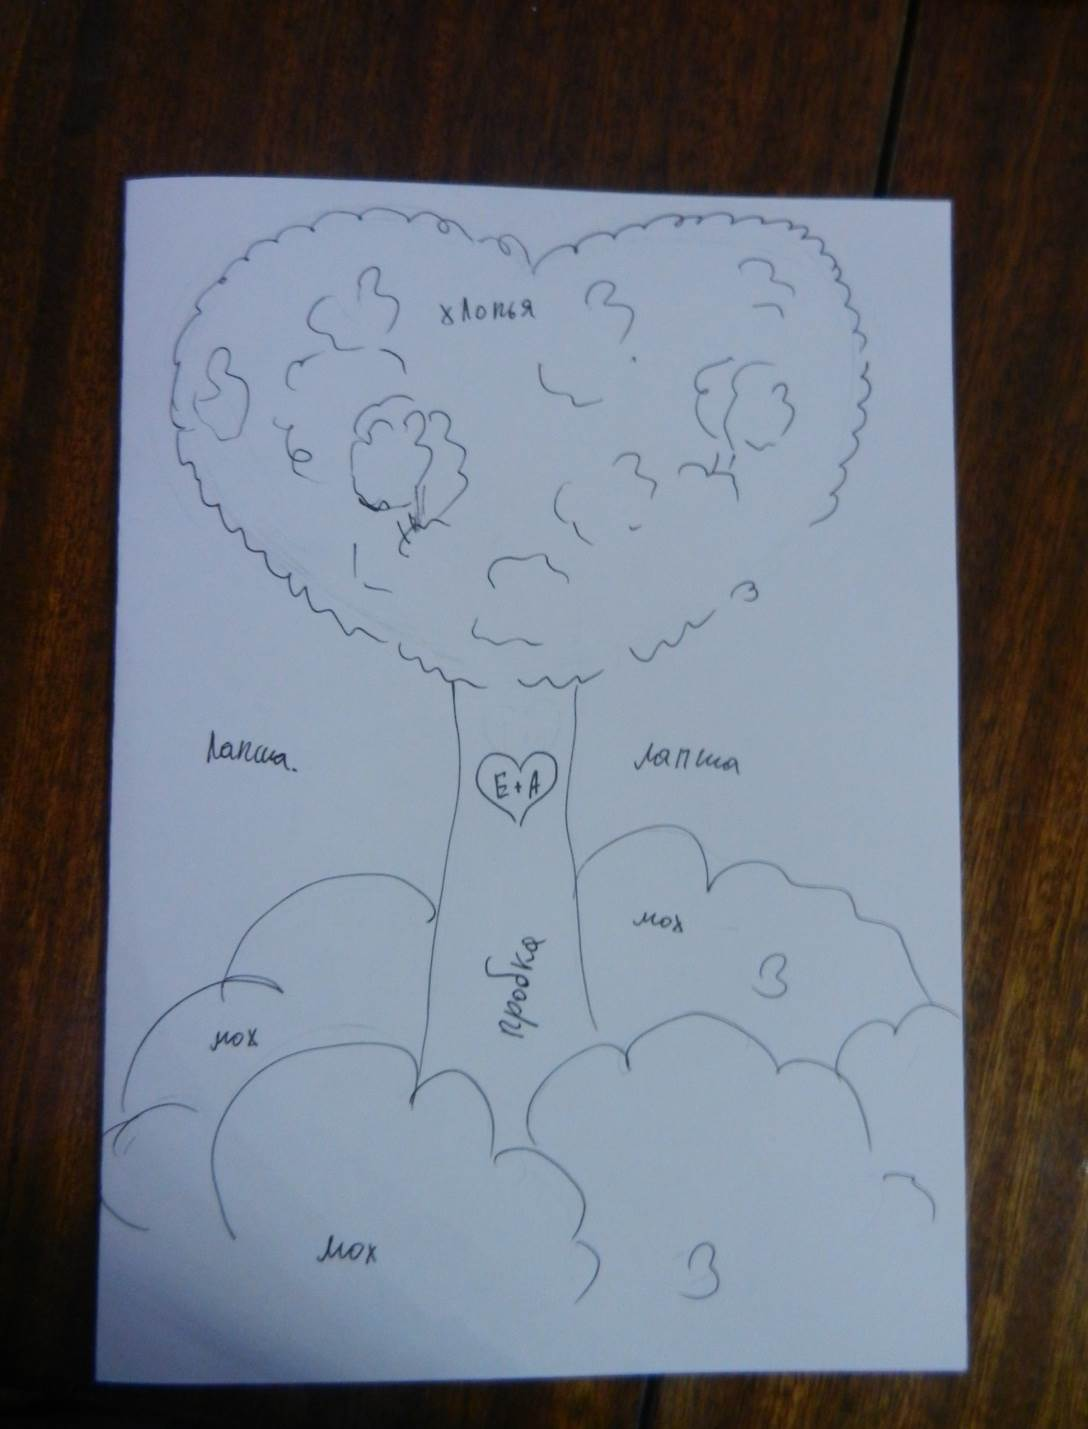 хлопья
лапша.
лапша
Е+А
мох
пробка
З
мох
мох
З